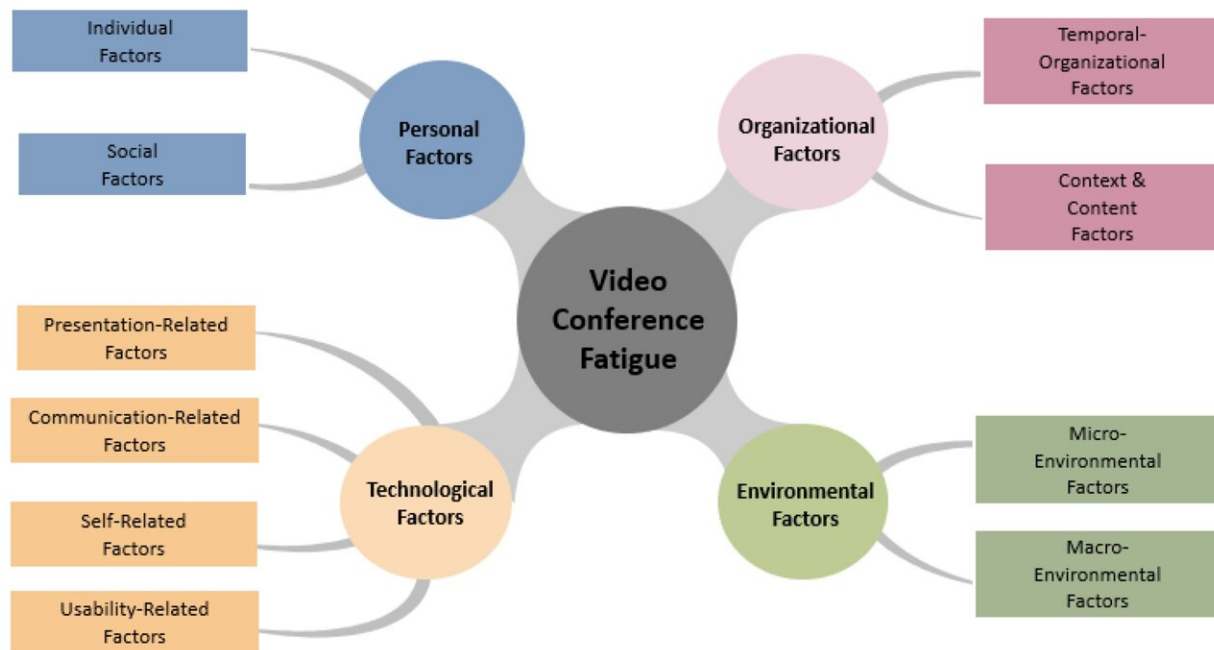 Individual
Factors
Social
Factors
Personal
Factors
Organizational
Factors
Temporal-
Organizational
Factors
Context &
Content
Factors
Video
Conference
Fatigue
Presentation-Related
Factors
Communication-Related
Factors
Self-Related
Factors
Usability-Related
Factors
Technological
Factors
Environmental
Factors
Micro-
Environmental
Factors
Macro-
Environmental
Factors